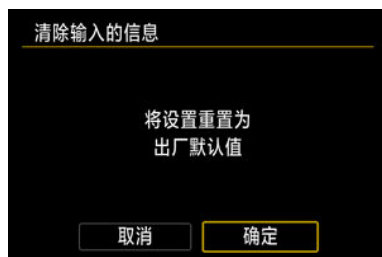 清除输入的信息
将设置重置为
出厂默认值
取消 确定